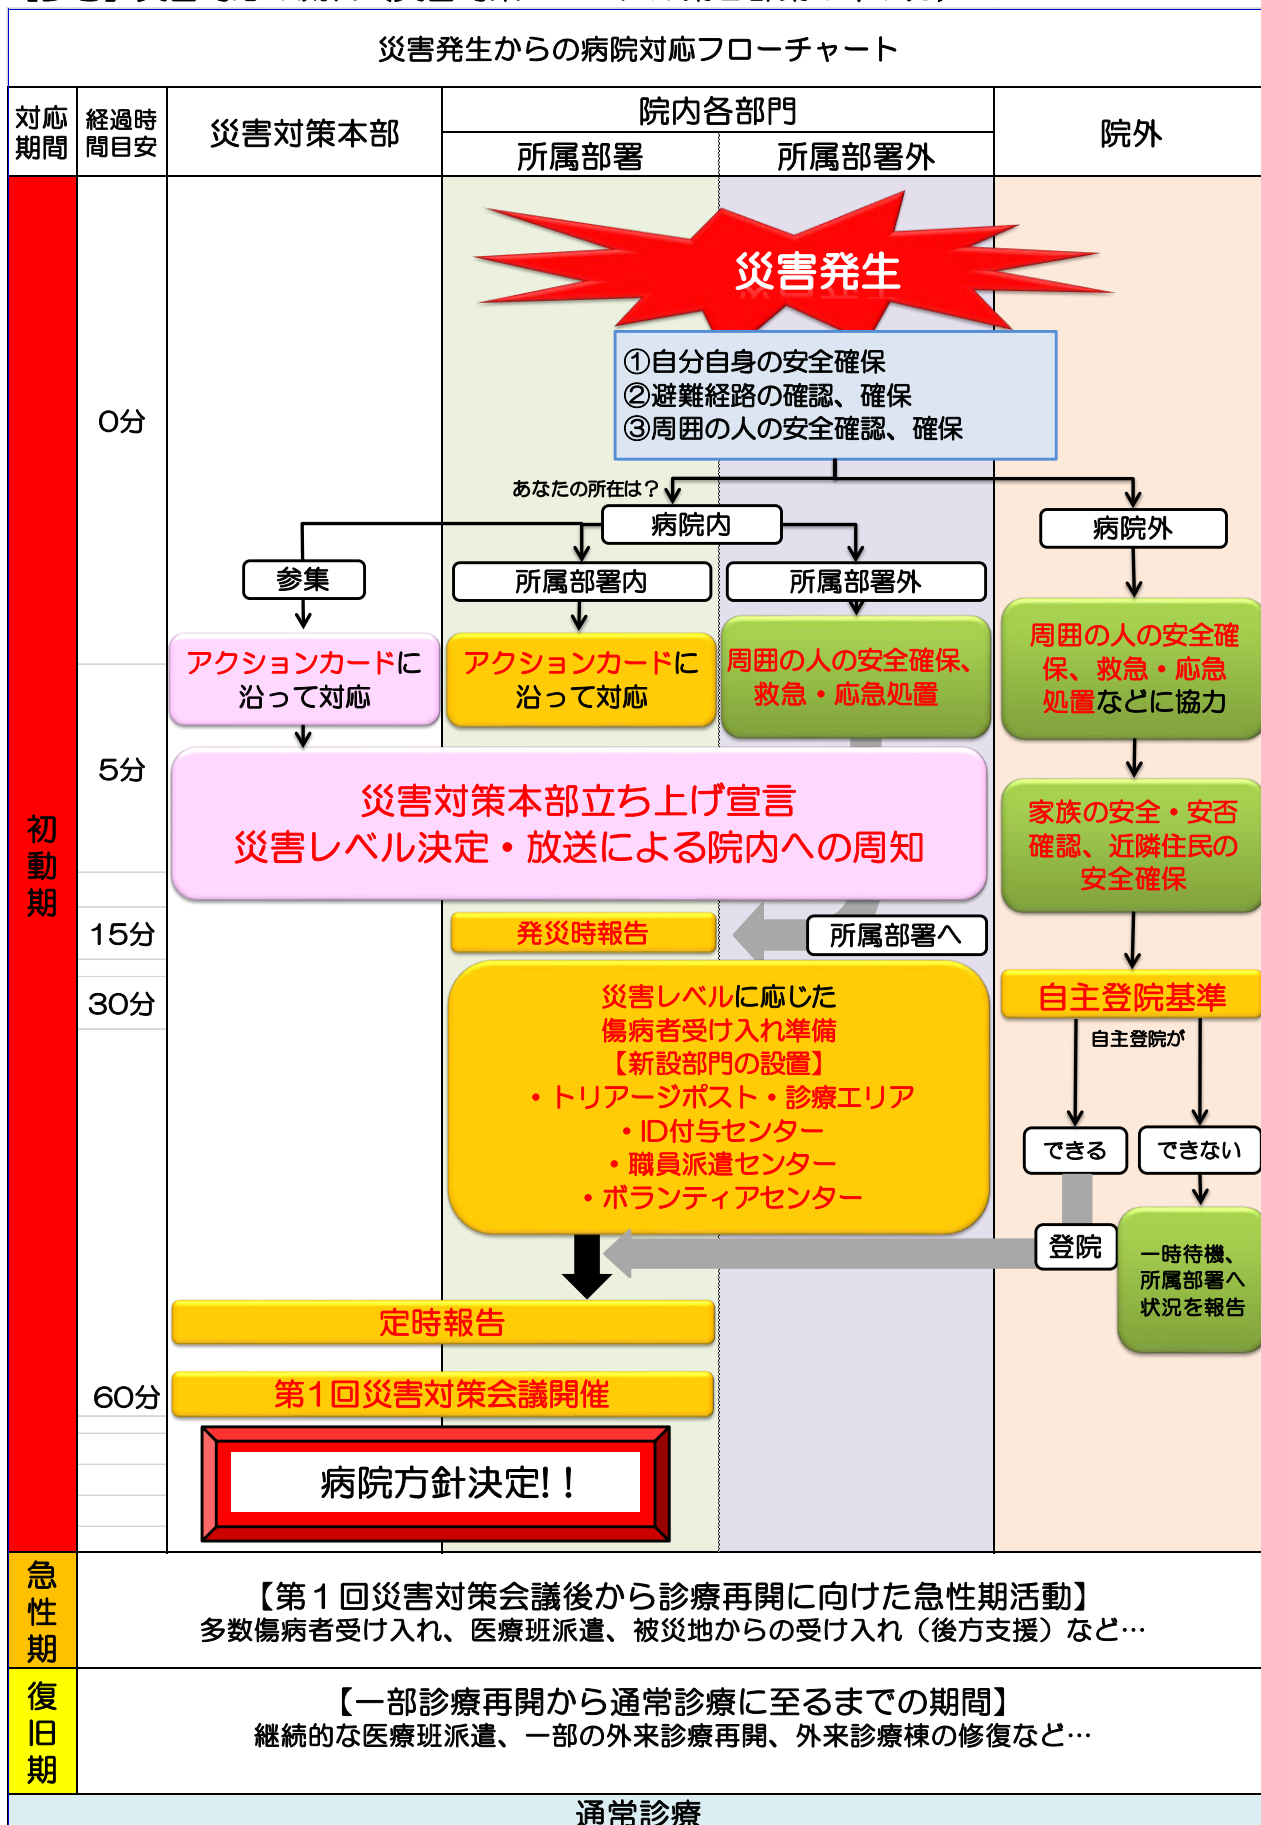 災害発生からの病院対応フローチャート
対応
期間
経過時
間目安
災害対策本部
院内各部門
所属部署
所属部署外
院外
初
動
期
災害発生
①自分自身の安全確保
②避難経路の確認、確保
③周囲の人の安全確認、確保
0分
あなたの所在は？
病院内
病院外
参集
所属部署内
所属部署外
アクションカードに
沿って対応
アクションカードに
沿って対応
周囲の人の安全確保、
救急・応急処置
周囲の人の安全確
保、救急・応急
処置などに協力
5分
災害対策本部立ち上げ宣言
災害レベル決定・放送による院内への周知
家族の安全・安否
確認、近隣住民の
安全確保
15分
発災時報告
所属部署へ
30分
災害レベルに応じた
傷病者受け入れ準備
【新設部門の設置】
・トリアージポスト・診療エリア
・ID付与センター
・職員派遣センター
・ボランティアセンター
自主登院基準
自主登院が
できる
できない
登院
一時待機、
所属部署へ
状況を報告
定時報告
60分
第１回災害対策会議開催
病院方針決定!!
急
性
期
【第１回災害対策会議後から診療再開に向けた急性期活動】
多数傷病者受け入れ、医療班派遣、被災地からの受け入れ（後方支援）など…
復
旧
期
【一部診療再開から通常診療に至るまでの期間】
継続的な医療班派遣、一部の外来診療再開、外来診療棟の修復など…
通常診療